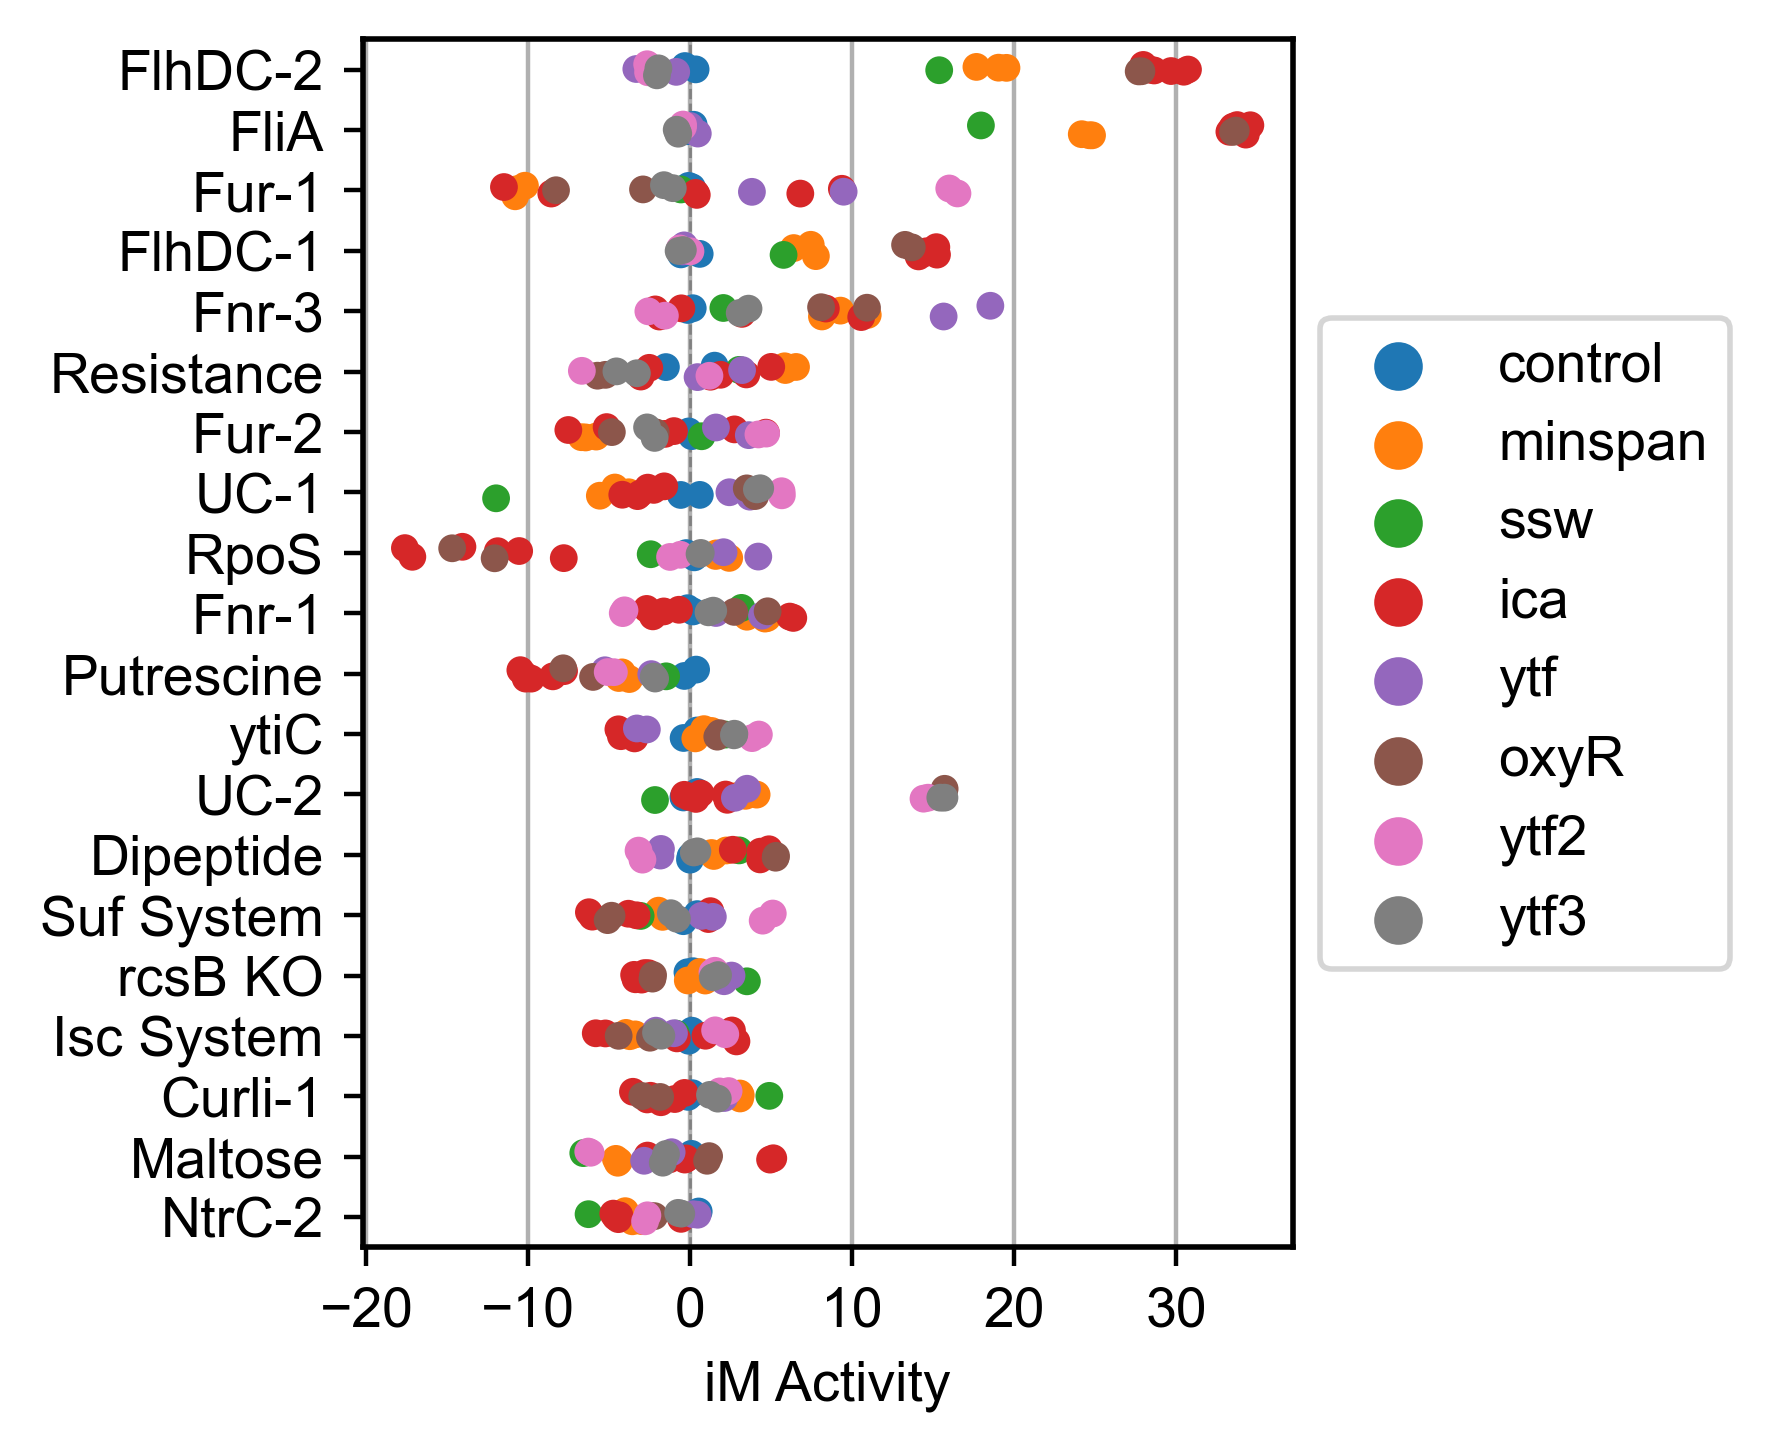 FlhDC-2
FliA
Fur-1
FlhDC-1
Fnr-3
Resistance
Fur-2
UC-1
RpoS
Fnr-1
Putrescine
ytiC
UC-2
Dipeptide
Suf System
rcsB KO
Isc System
Curli-1
Maltose
NtrC-2
−20 −10 0 10 20 30
iM Activity
control
minspan
ssw
ica
ytf
oxyR
ytf2
ytf3